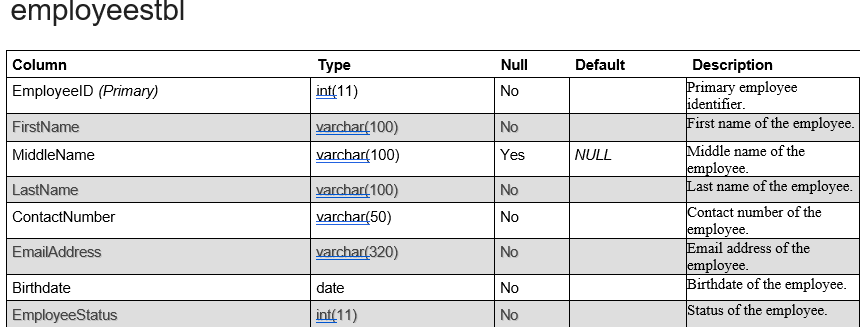 employeestbl
Column Type Null Default Description
EmployeeID (Primary) int(11) No Primary employee
identifier.
FirstName varchar(100) No First name of the employee.
MiddleName varchar(100) Yes NULL Middle name of the
employee.
LastName varchar(100) No Last name of the employee.
ContactNumber varchar(50) No Contact number of the
employee.
EmailAddress varchar(320) No Email address of the
employee.
Birthdate date No Birthdate of the employee.
EmployeeStatus int(11) No Status of the employee.